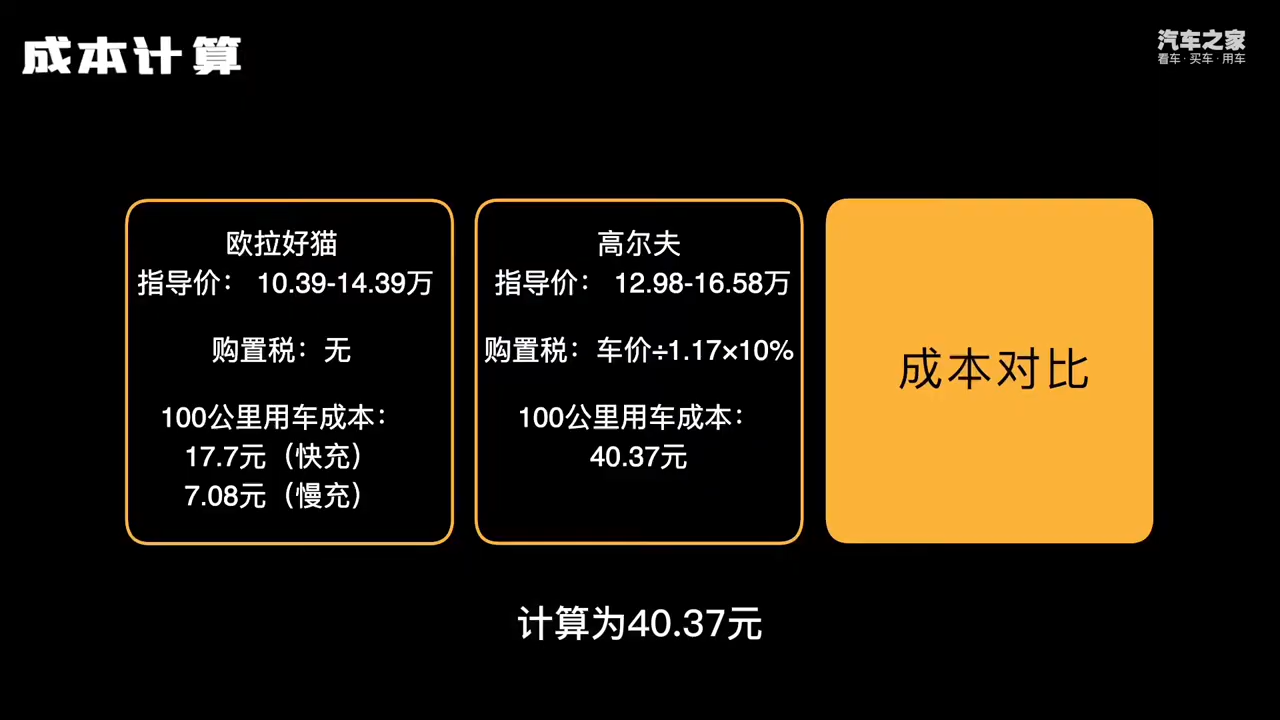 成本计算
汽车之家
看车·买车·用车
欧拉好猫
指导价： 10.39-14.39万
购置税：无
100公里用车成本：
17.7元（快充）
7.08元（慢充）
高尔夫
指导价： 12.98-16.58万
购置税：车价÷1.17×10%
100公里用车成本：
40.37元
成本对比
计算为40.37元